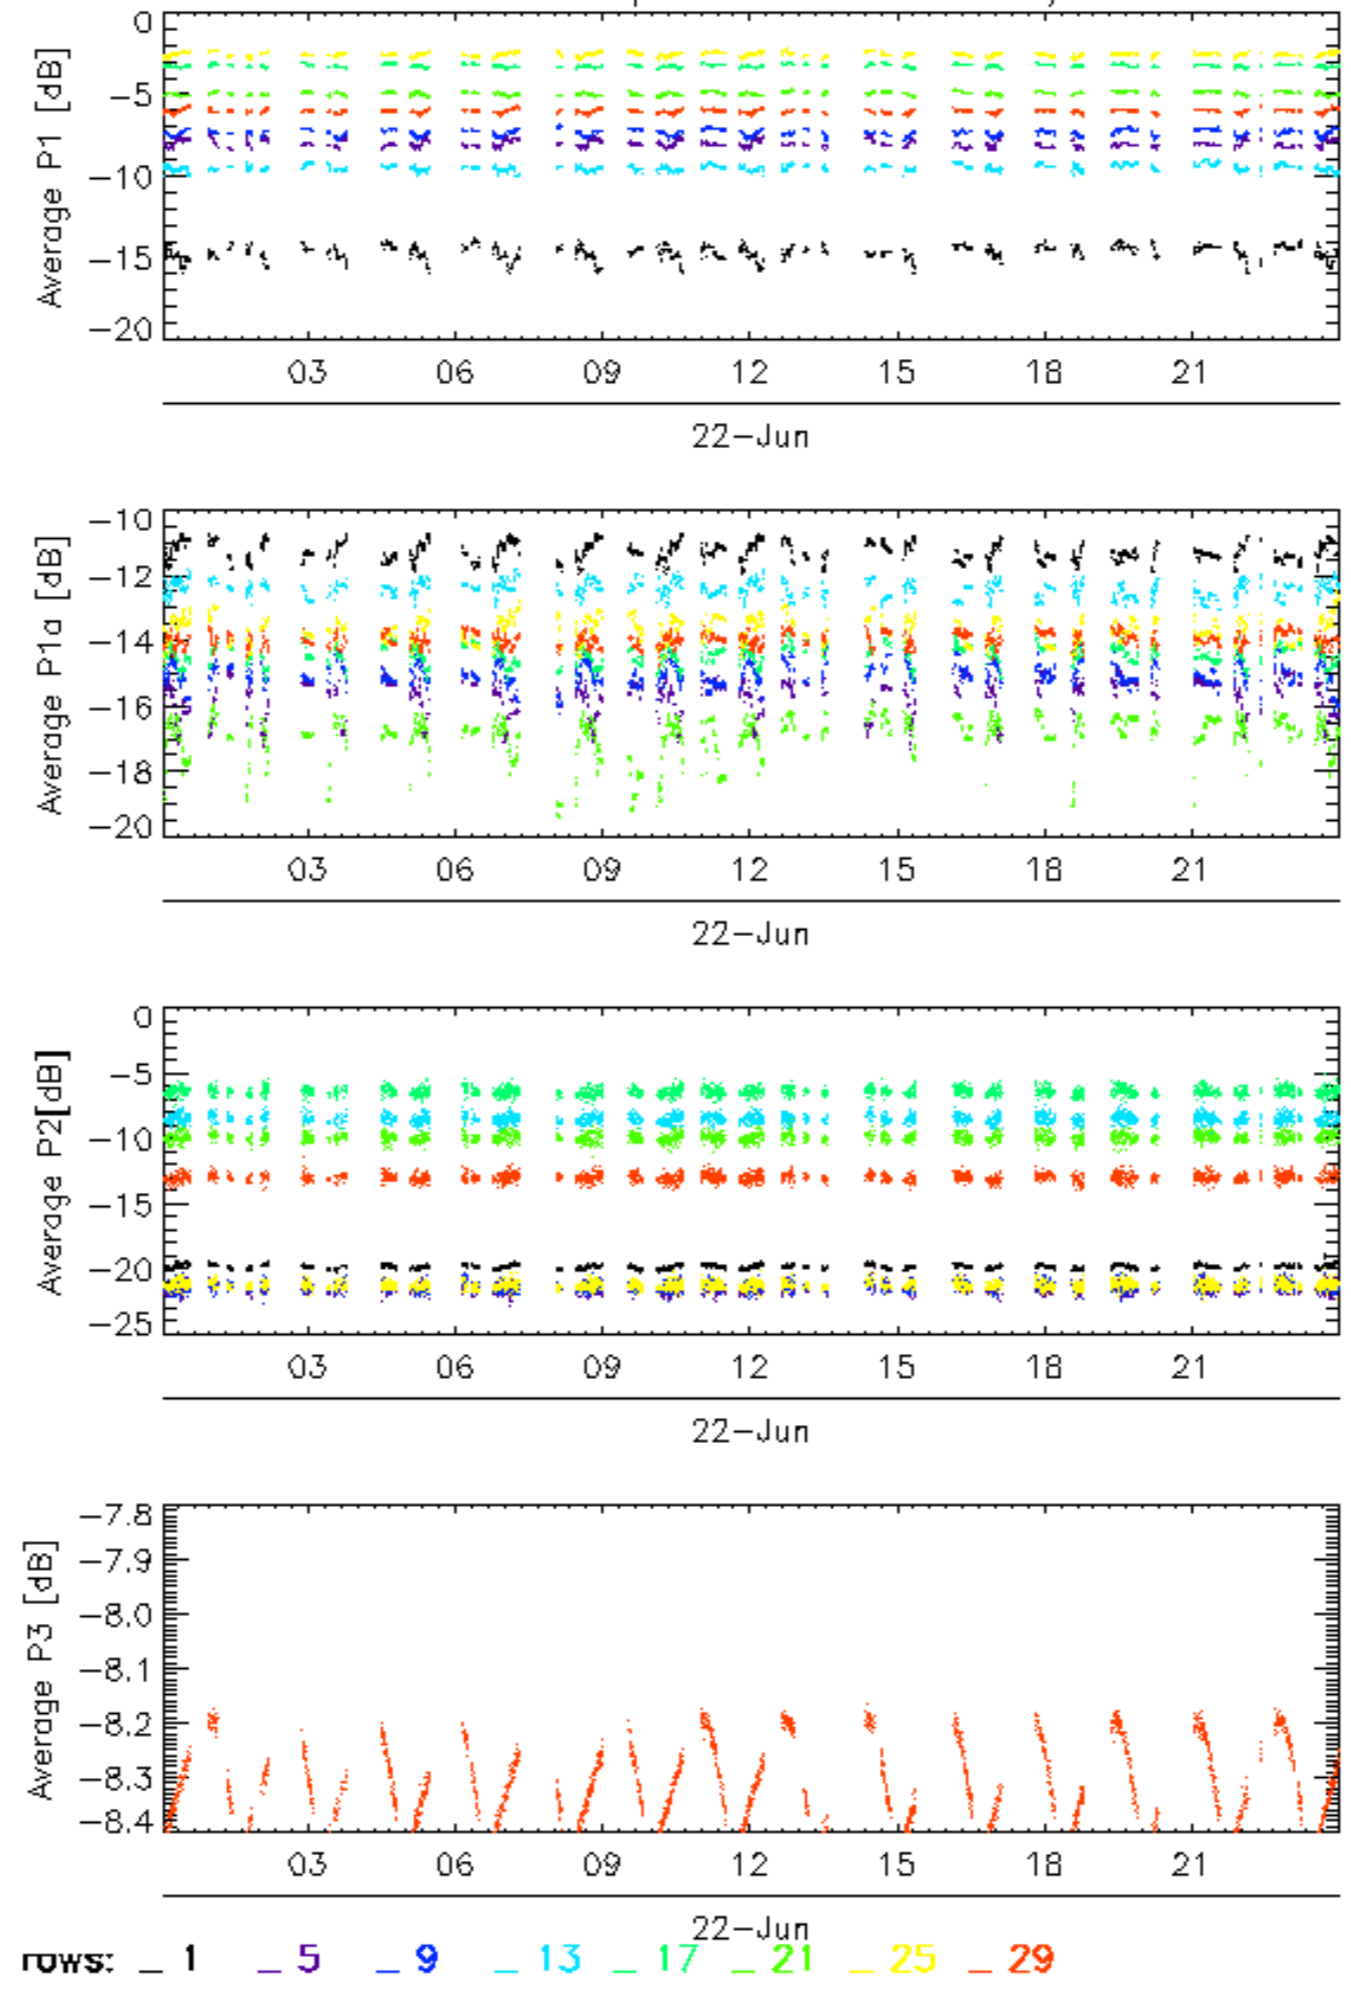 0
−5
−10
−15
−20
Average P1 [dB]
03 06 09 12 15 18 21
22−Jun
−10
−12
−14
−16
−18
−20
Average P1a [dB]
03 06 09 12 15 18 21
22−Jun
0
−5
−10
−15
−20
−25
Average P2[dB]
03 06 09 12 15 18 21
22−Jun
−7.8
−7.9
−8.0
−8.1
−8.2
−8.3
−8.4
Average P3 [dB]
03 06 09 12 15 18 21
22−Jun
rows: _ 1 _ 5 _ 9 _ 13 _ 17 _ 21 _ 25 _ 29